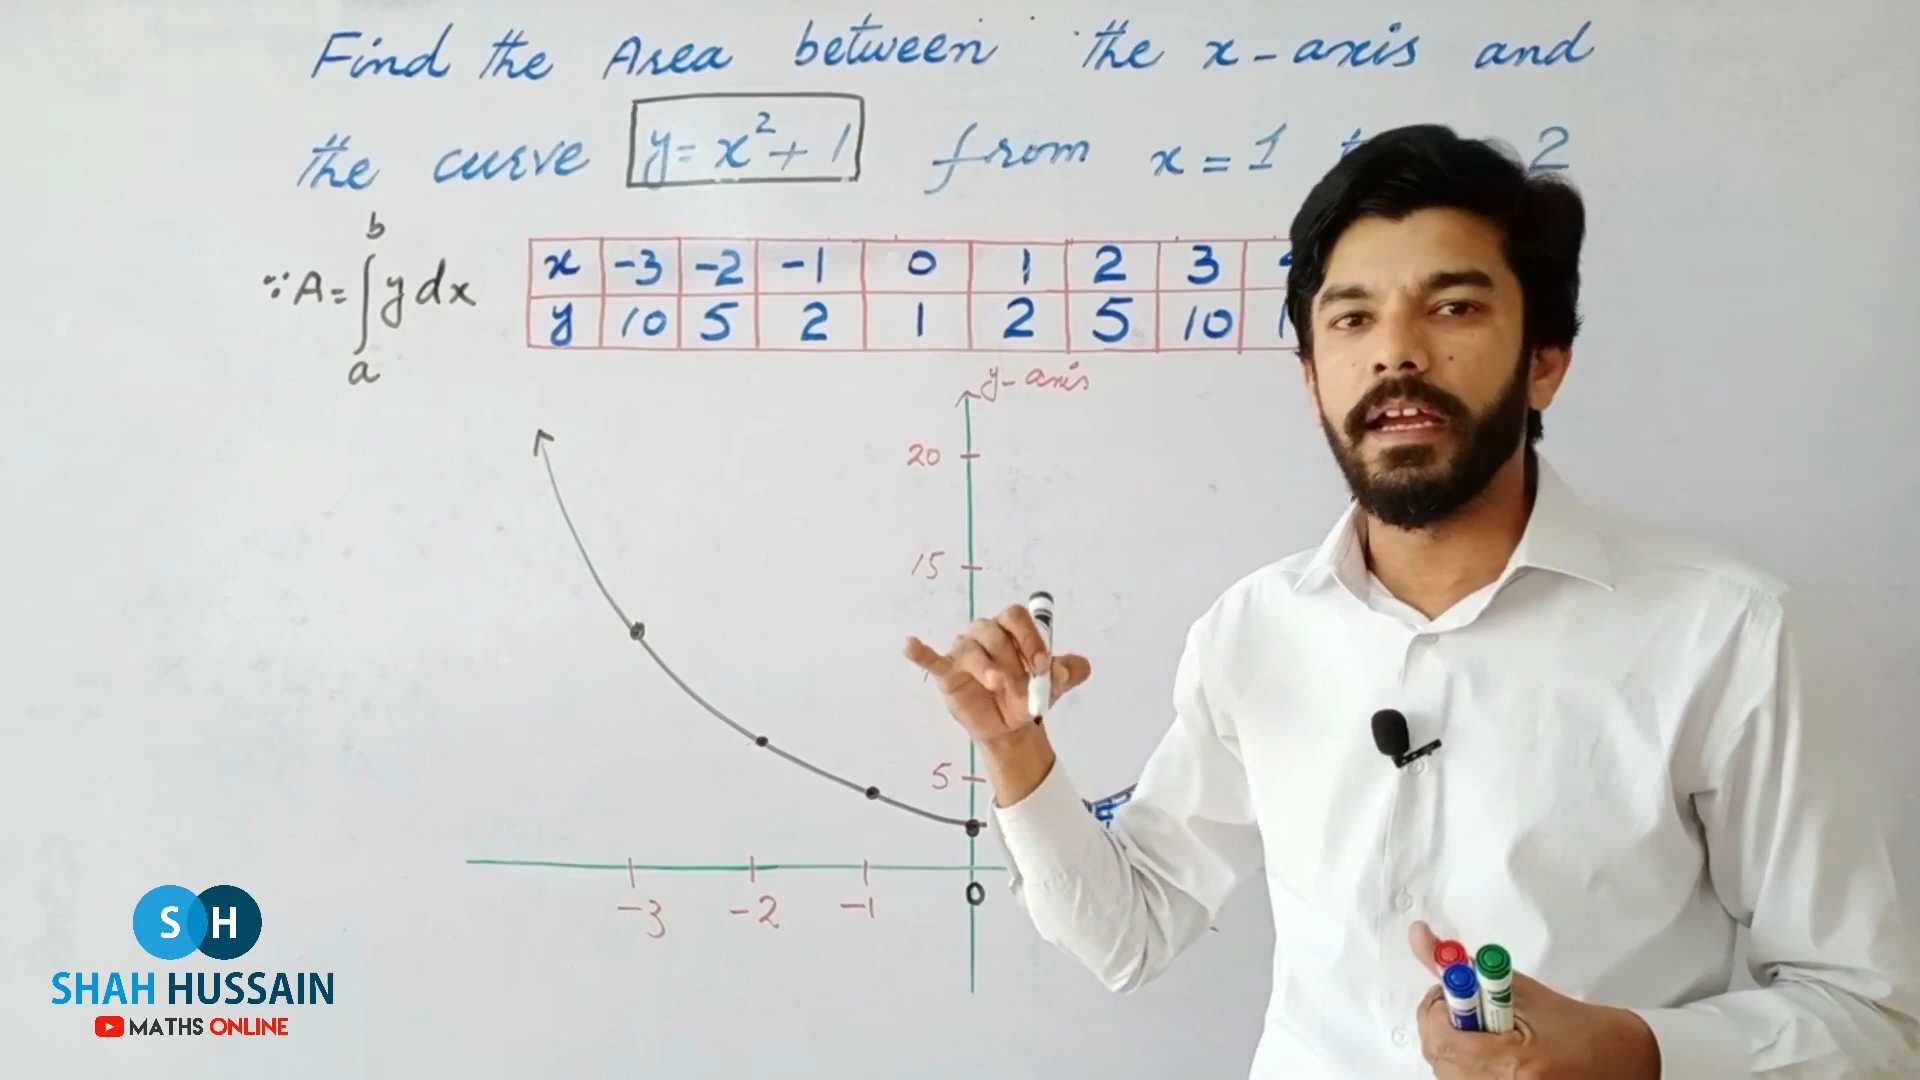 Find the Area between the x-axis and
the curve y = x² + 1 from x = 1 2
b
∵ A = ∫ y dx
a
x -3 -2 -1 0 1 2 3
y 10 5 2 1 2 5 10
y-axis
20
15
5
-3 -2 -1 0
S H
SHAH HUSSAIN
MATHS ONLINE